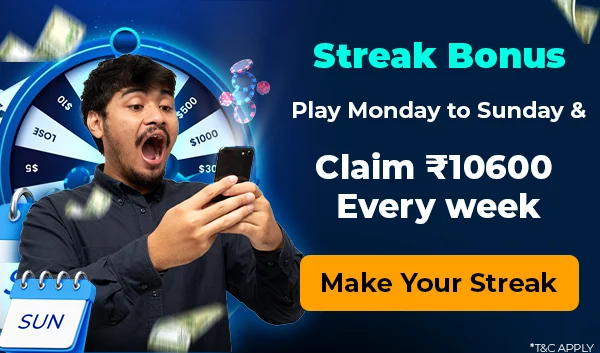 Streak Bonus
Play Monday to Sunday &
Claim ₹10600
Every week
Make Your Streak
*T&C APPLY
$10
LOSE
$5
$500
$1000
SUN